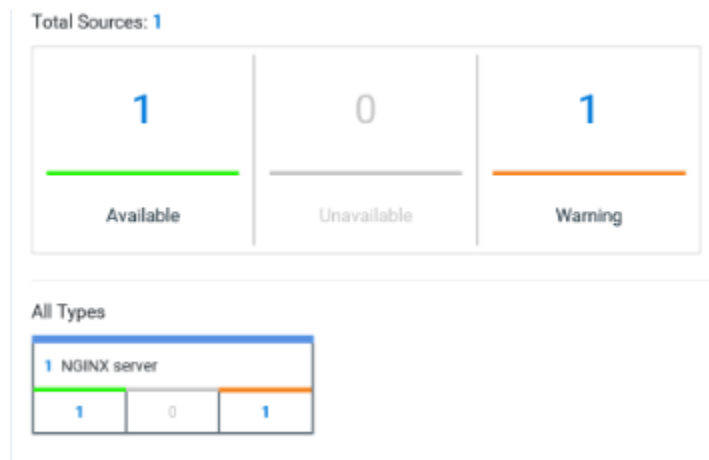 Total Sources: 1
1 0 1
Available Unavailable Warning
All Types
1 NGINX server
1 0 1